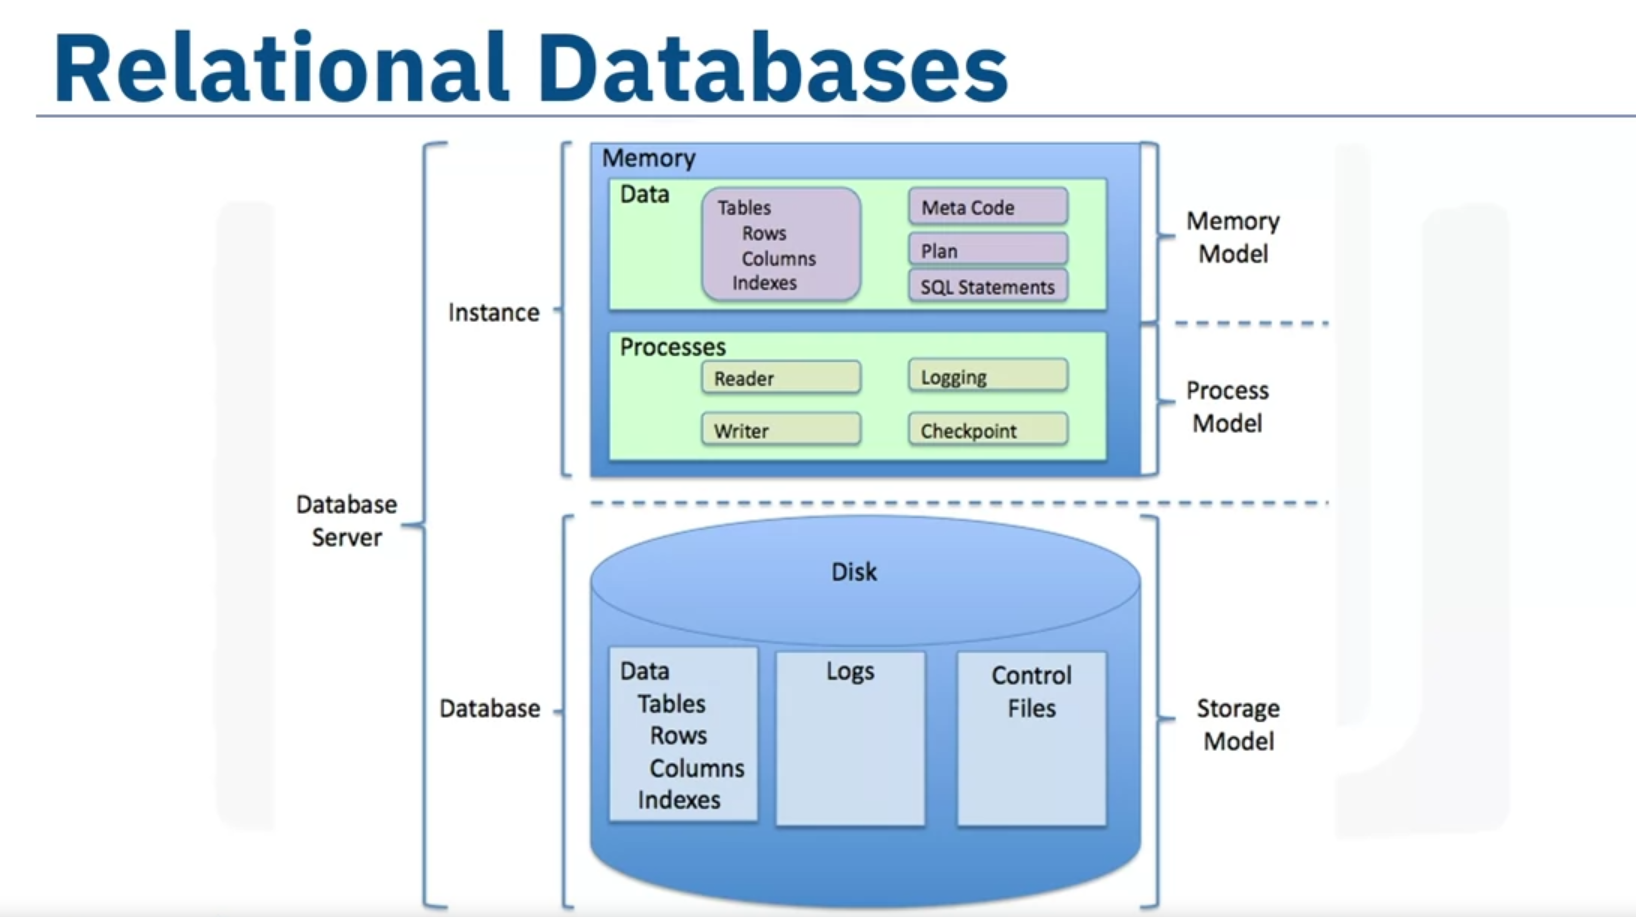 Relational Databases
Memory
Data
Tables
Rows
Columns
Indexes
Meta Code
Plan
SQL Statements
Memory
Model
Instance
Processes
Reader
Logging
Writer
Checkpoint
Process
Model
Database
Server
Disk
Data
Tables
Rows
Columns
Indexes
Logs
Control
Files
Database
Storage
Model